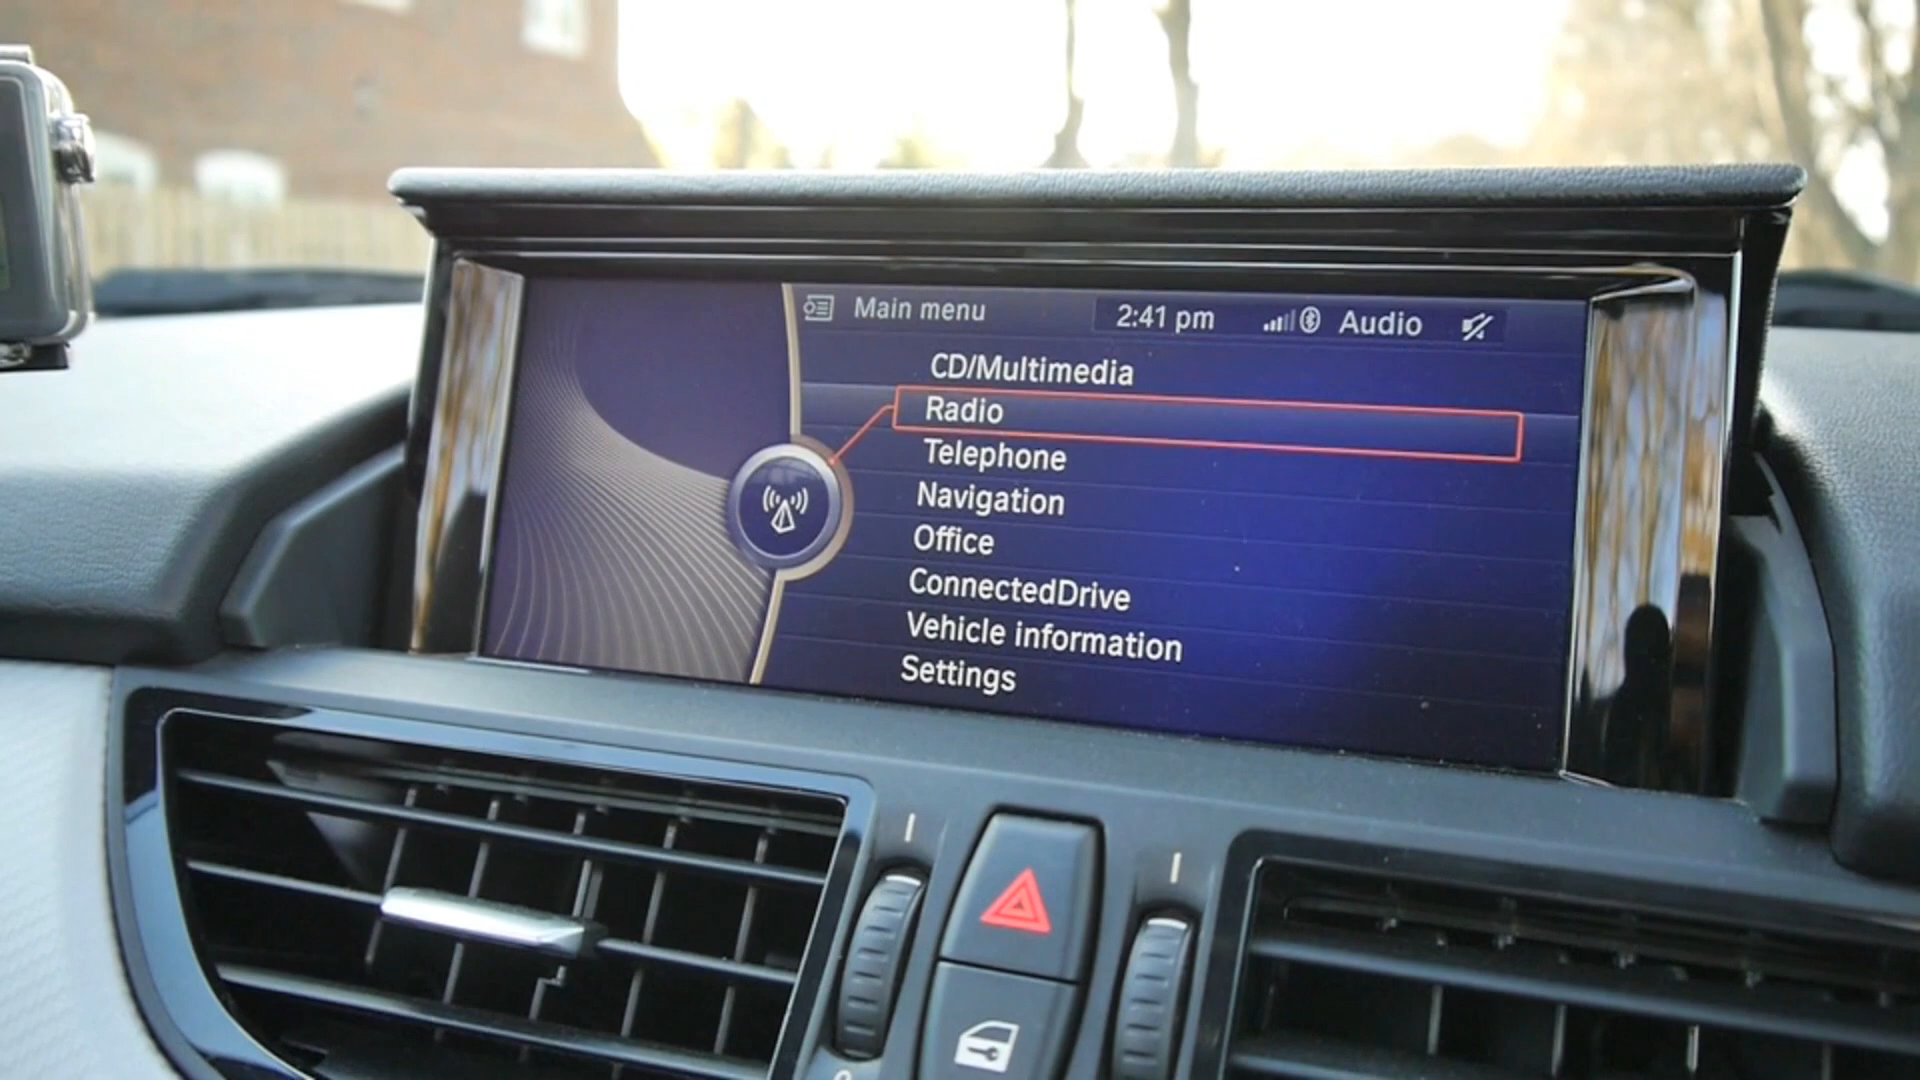 Main menu 2:41 pm Audio
CD/Multimedia
Radio
Telephone
Navigation
Office
ConnectedDrive
Vehicle information
Settings